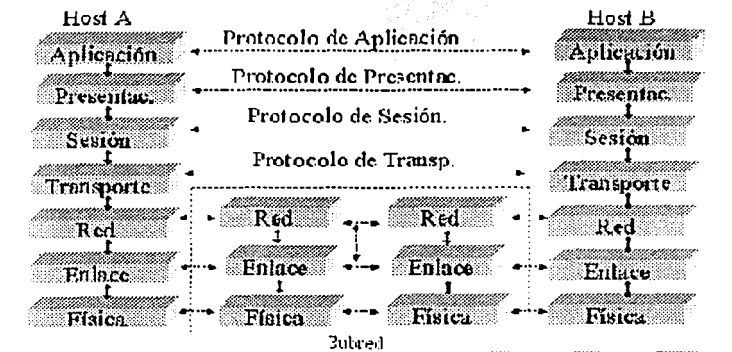 Host A Host B
Aplicación Protocolo de Aplicación Aplicación
Presentac. Protocolo de Presentac. Presentac.
Sesión Protocolo de Sesión. Sesión
Transporte Protocolo de Transp. Transporte
Red Red Red Red
Enlace Enlace Enlace Enlace
Física Física Física Física
Subred